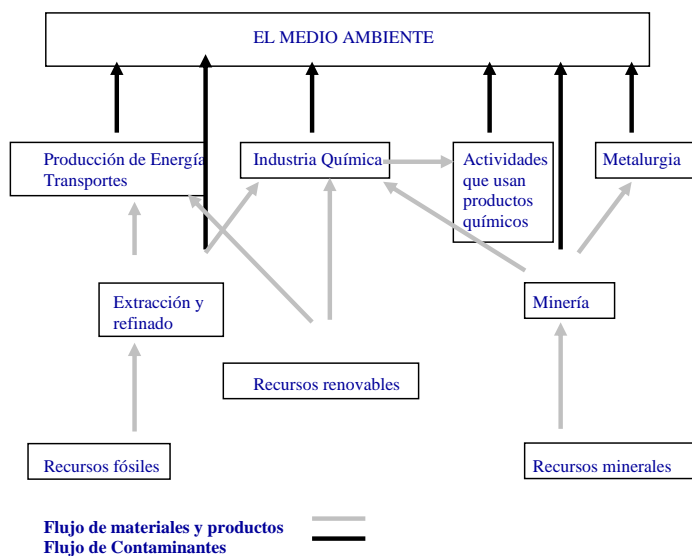 EL MEDIO AMBIENTE
Producción de Energía
Transportes
Industria Química
Actividades
que usan
productos
químicos
Metalurgia
Extracción y
refinado
Minería
Recursos renovables
Recursos fósiles
Recursos minerales
Flujo de materiales y productos
Flujo de Contaminantes